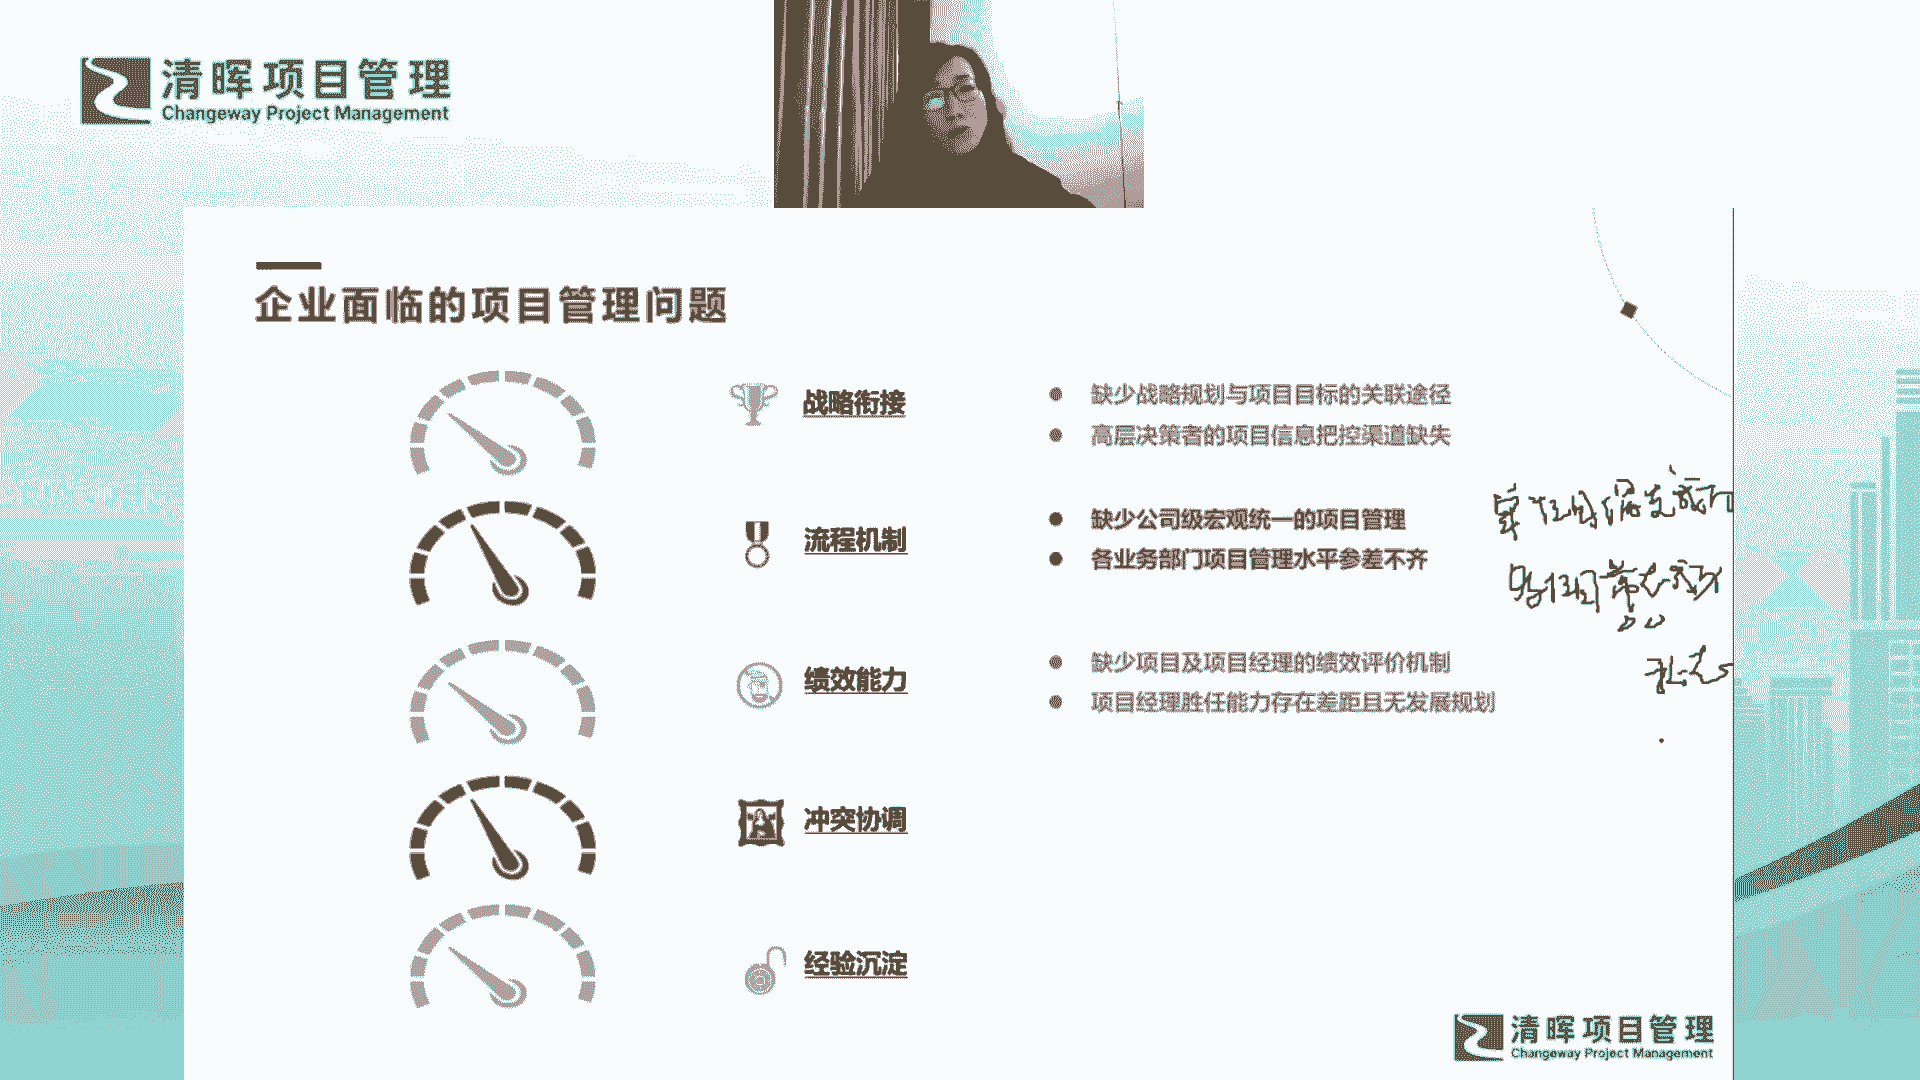 清晖项目管理
Changeway Project Management
企业面临的项目管理问题
战略衔接
缺少战略规划与项目目标的关联途径
高层决策者的项目信息把控渠道缺失
流程机制
缺少公司级宏观统一的项目管理
各业务部门项目管理水平参差不齐
绩效能力
缺少项目及项目经理的绩效评价机制
项目经理胜任能力存在差距且无发展规划
冲突协调
经验沉淀
清晖项目管理
Changeway Project Management